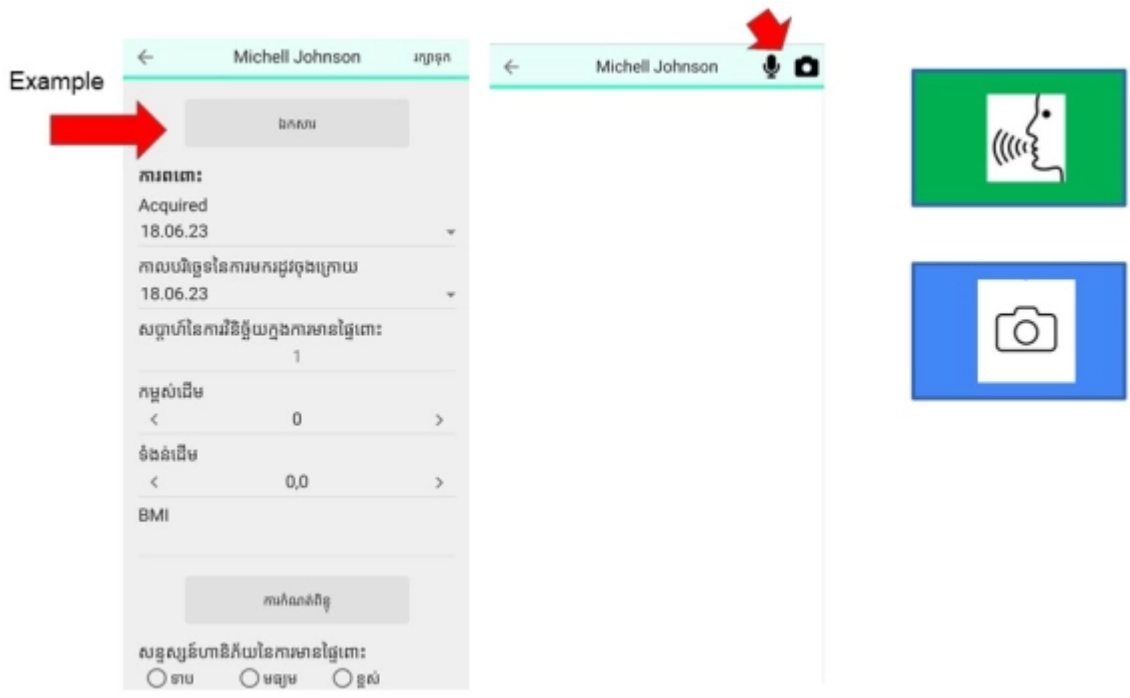 Example
Michell Johnson
រក្សាទុក
ឯកសារ
ការពពោះ
Acquired
18.06.23
កាលបរិច្ឆេទនៃការមករដូវចុងក្រោយ
18.06.23
សប្តាហ៍នៃការវិនិច្ឆ័យក្នុងការមានផ្ទៃពោះ
1
កម្ពស់ដើម
< 0 >
ទំងន់ដើម
< 0,0 >
BMI
ការកំណត់ពិន្ទុ
សន្ទស្សន៍ហានិភ័យនៃការមានផ្ទៃពោះ
ទាប មធ្យម ខ្ពស់
Michell Johnson